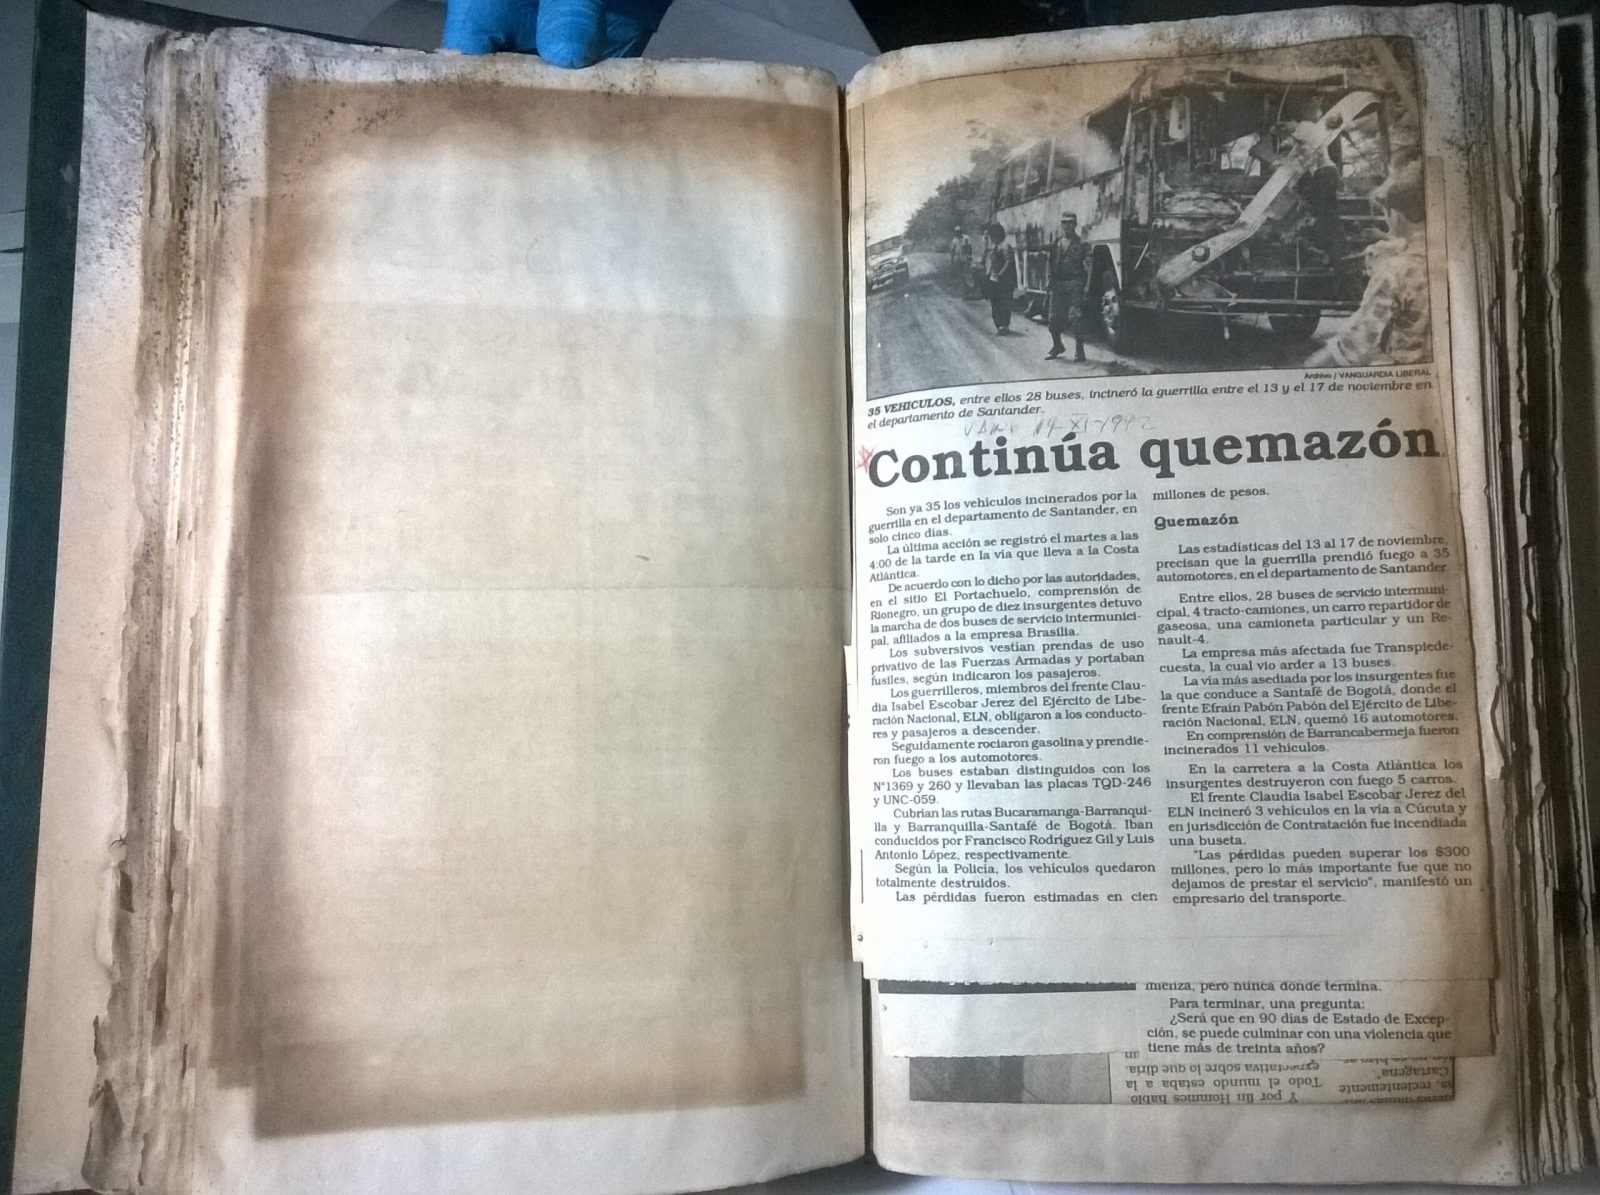 Archivo / VANGUARDIA LIBERAL
35 VEHICULOS, entre ellos 28 buses, incineró la guerrilla entre el 13 y el 17 de noviembre en
el departamento de Santander.
XI-1992
Continúa quemazón
Son ya 35 los vehículos incinerados por la
guerrilla en el departamento de Santander, en
solo cinco días.
La última acción se registró el martes a las
4:00 de la tarde en la vía que lleva a la Costa
Atlántica.
De acuerdo con lo dicho por las autoridades,
en el sitio El Portachuelo, comprensión de
Rionegro, un grupo de diez insurgentes detuvo
la marcha de dos buses de servicio intermunici-
pal, afiliados a la empresa Brasilia.
Los subversivos vestían prendas de uso
privativo de las Fuerzas Armadas y portaban
fusiles, según indicaron los pasajeros.
Los guerrilleros, miembros del frente Clau-
dia Isabel Escobar Jerez del Ejército de Libe-
ración Nacional, ELN, obligaron a los conducto-
res y pasajeros a descender.
Seguidamente rociaron gasolina y prendie-
ron fuego a los automotores.
Los buses estaban distinguidos con los
N°1369 y 260 y llevaban las placas TQD-246
y UNC-059.
Cubrían las rutas Bucaramanga-Barranqui-
lla y Barranquilla-Santafé de Bogotá. Iban
conducidos por Francisco Rodríguez Gil y Luis
Antonio López, respectivamente.
Según la Policía, los vehículos quedaron
totalmente destruidos.
Las pérdidas fueron estimadas en cien
millones de pesos.
Quemazón
Las estadísticas del 13 al 17 de noviembre,
precisan que la guerrilla prendió fuego a 35
automotores, en el departamento de Santander.
Entre ellos, 28 buses de servicio intermuni-
cipal, 4 tracto-camiones, un carro repartidor de
gaseosa, una camioneta particular y un Re-
nault-4.
La empresa más afectada fue Transpiede-
cuesta, la cual vio arder a 13 buses.
La vía más asediada por los insurgentes fue
la que conduce a Santafé de Bogotá, donde el
frente Efraín Pabón Pabón del Ejército de Libe-
ración Nacional, ELN, quemó 16 automotores.
En comprensión de Barrancabermeja fueron
incinerados 11 vehículos.
En la carretera a la Costa Atlántica los
insurgentes destruyeron con fuego 5 carros.
El frente Claudia Isabel Escobar Jerez del
ELN incineró 3 vehículos en la vía a Cúcuta y
en jurisdicción de Contratación fue incendiada
una buseta.
"Las pérdidas pueden superar los $300
millones, pero lo más importante fue que no
dejamos de prestar el servicio", manifestó un
empresario del transporte.
mienza, pero nunca dónde termina.
Para terminar, una pregunta:
¿Será que en 90 días de Estado de Excep-
ción, se puede culminar con una violencia que
tiene más de treinta años?
Y por fin Hommes habló.
Todo el mundo estaba a la
expectativa sobre lo que diría.
recientemente
Cartagena"